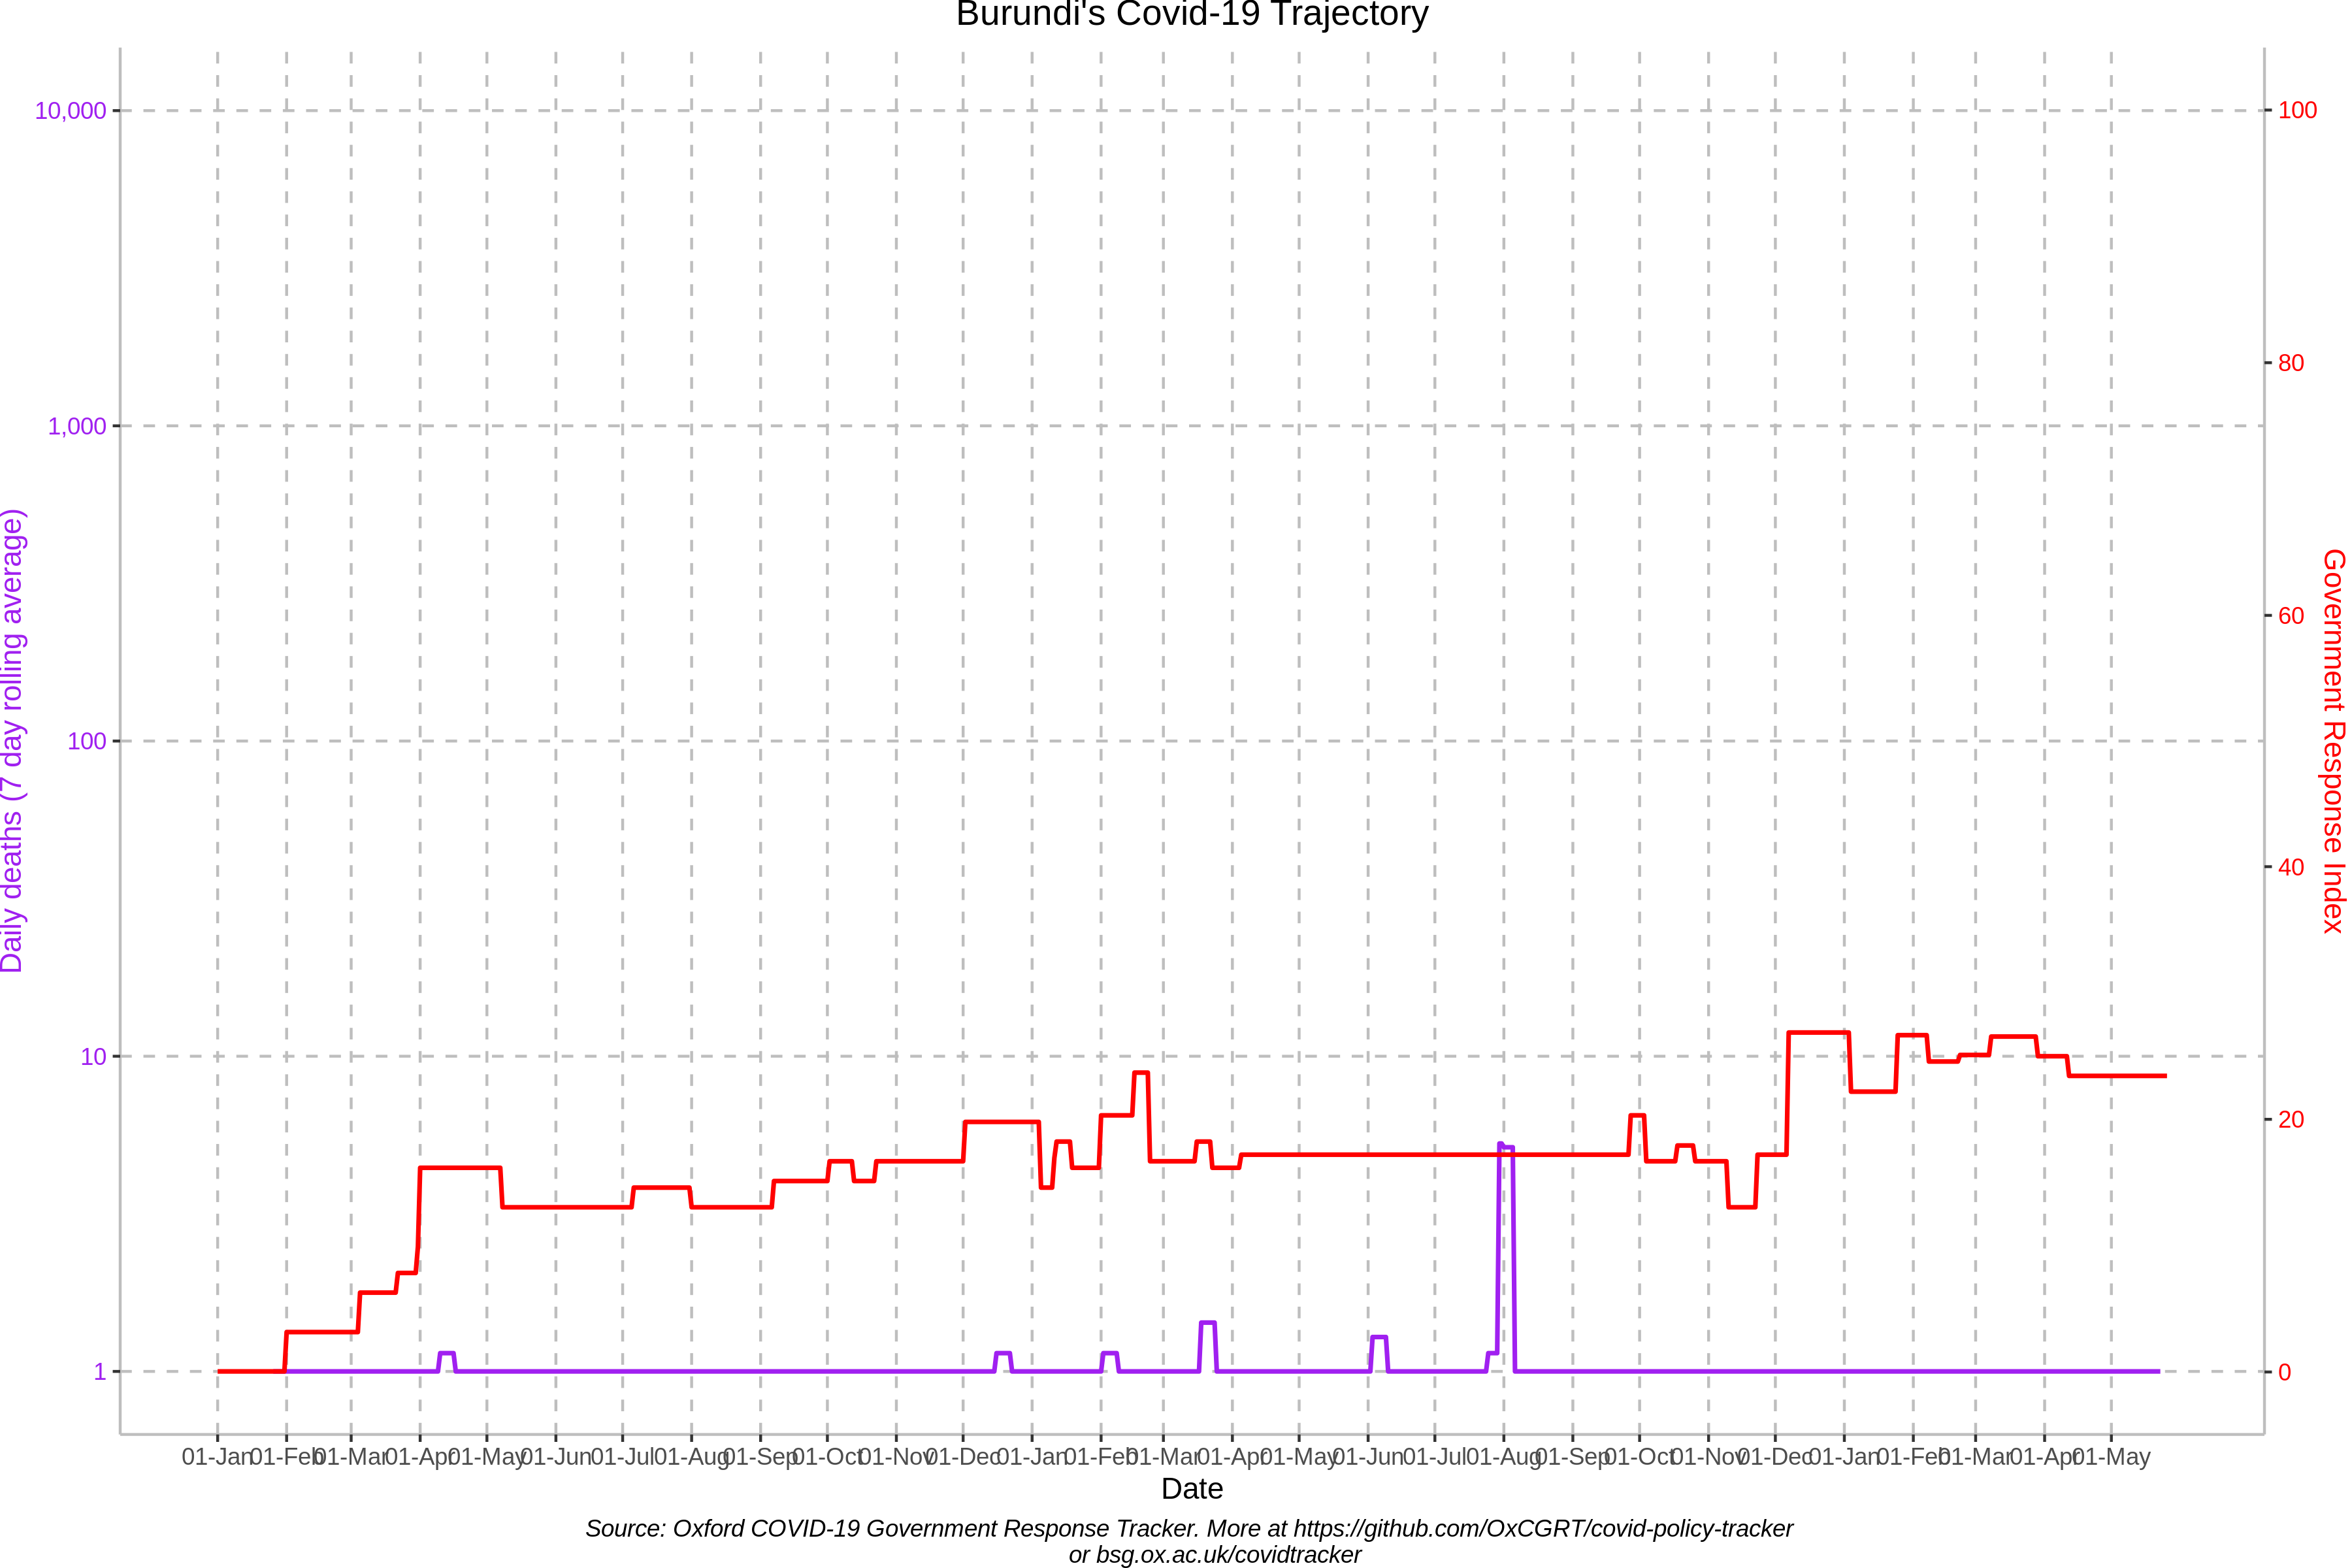 Burundi's Covid-19 Trajectory
10,000
1,000
100
10
1
Daily deaths (7 day rolling average)
100
80
60
40
20
0
Government Response Index
01-Jan 01-Feb 01-Mar 01-Apr 01-May 01-Jun 01-Jul 01-Aug 01-Sep 01-Oct 01-Nov 01-Dec 01-Jan 01-Feb 01-Mar 01-Apr 01-May 01-Jun 01-Jul 01-Aug 01-Sep 01-Oct 01-Nov 01-Dec 01-Jan 01-Feb 01-Mar 01-Apr 01-May
Date
Source: Oxford COVID-19 Government Response Tracker. More at https://github.com/OxCGRT/covid-policy-tracker
or bsg.ox.ac.uk/covidtracker